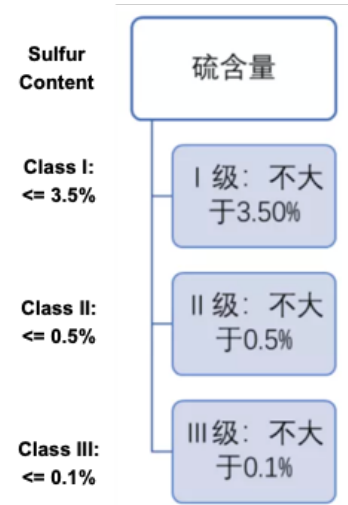 Sulfur
Content
硫含量
Class I:
<= 3.5%
Ⅰ级：不大
于3.50%
Class II:
<= 0.5%
Ⅱ级：不大
于0.5%
Class III:
<= 0.1%
Ⅲ级：不大
于0.1%